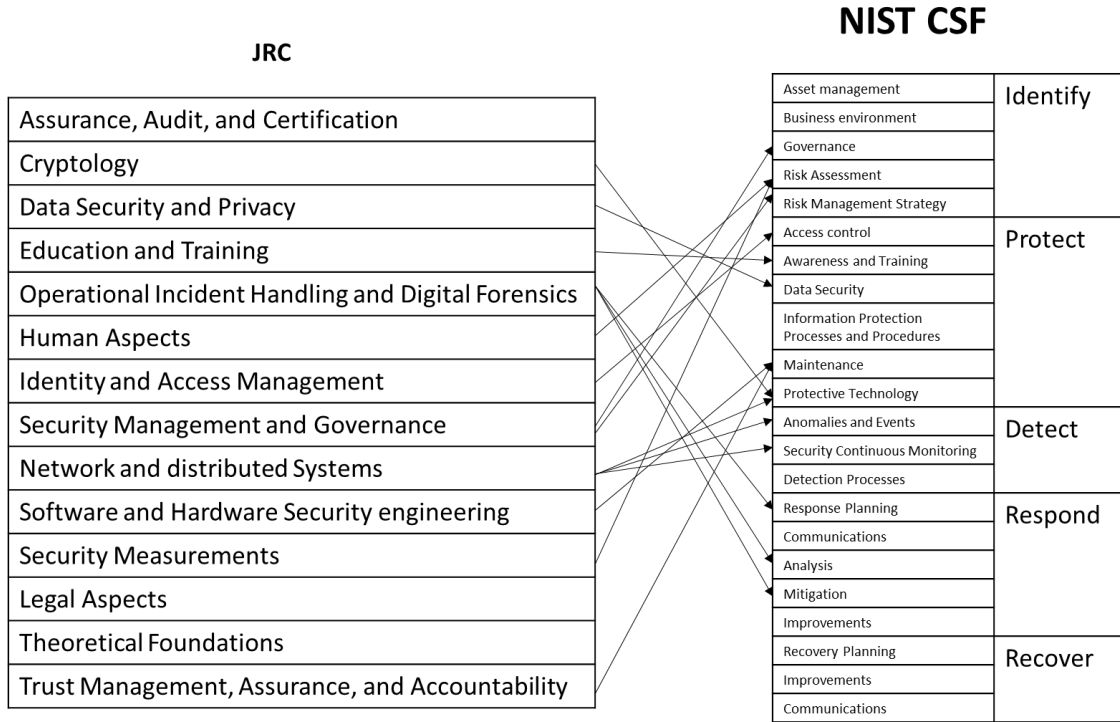 NIST CSF
JRC
Assurance, Audit, and Certification
Cryptology
Data Security and Privacy
Education and Training
Operational Incident Handling and Digital Forensics
Human Aspects
Identity and Access Management
Security Management and Governance
Network and distributed Systems
Software and Hardware Security engineering
Security Measurements
Legal Aspects
Theoretical Foundations
Trust Management, Assurance, and Accountability
Asset management
Business environment
Governance
Risk Assessment
Risk Management Strategy
Access control
Awareness and Training
Data Security
Information Protection
Processes and Procedures
Maintenance
Protective Technology
Anomalies and Events
Security Continuous Monitoring
Detection Processes
Response Planning
Communications
Analysis
Mitigation
Improvements
Recovery Planning
Improvements
Communications
Identify
Protect
Detect
Respond
Recover